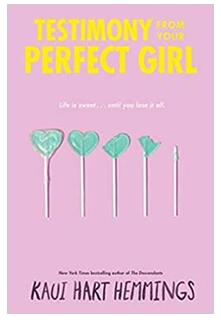 TESTIMONY FROM
YOUR
PERFECT GIRL
Life is sweet . . . until you lose it all.
New York Times bestselling author of The Descendants
KAUI HART HEMMINGS